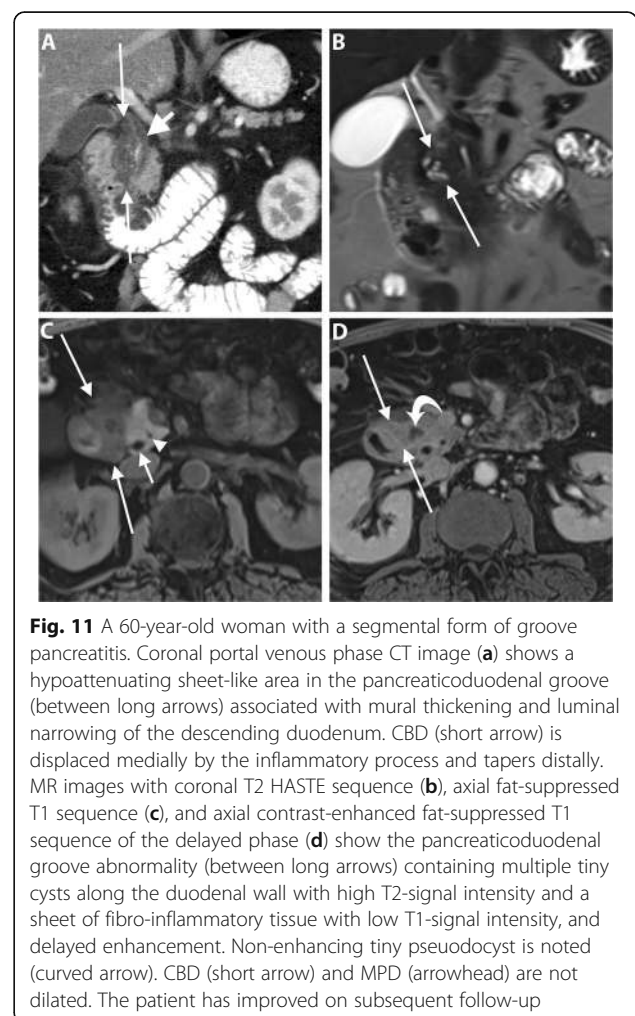 A
B
C
D
Fig. 11 A 60-year-old woman with a segmental form of groove
pancreatitis. Coronal portal venous phase CT image (a) shows a
hypoattenuating sheet-like area in the pancreaticoduodenal groove
(between long arrows) associated with mural thickening and luminal
narrowing of the descending duodenum. CBD (short arrow) is
displaced medially by the inflammatory process and tapers distally.
MR images with coronal T2 HASTE sequence (b), axial fat-suppressed
T1 sequence (c), and axial contrast-enhanced fat-suppressed T1
sequence of the delayed phase (d) show the pancreaticoduodenal
groove abnormality (between long arrows) containing multiple tiny
cysts along the duodenal wall with high T2-signal intensity and a
sheet of fibro-inflammatory tissue with low T1-signal intensity, and
delayed enhancement. Non-enhancing tiny pseuodocyst is noted
(curved arrow). CBD (short arrow) and MPD (arrowhead) are not
dilated. The patient has improved on subsequent follow-up